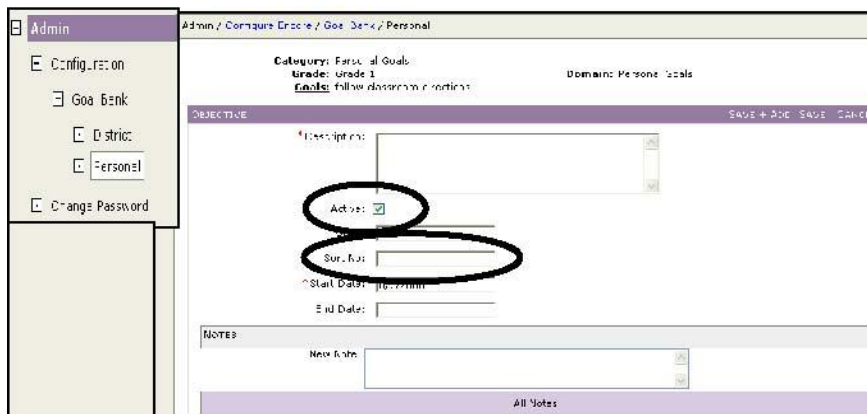 Admin
Configuration
Goal Bank
District
Personal
Change Password
Admin / Configure Encore / Goal Bank / Personal
Category: Personal Goals
Grade: Grade 1
Domain: Personal Goals
Goals: follow classroom directions
OBJECTIVE SAVE + ADD SAVE CANC
*Description:
Active:
Sort No:
*Start Date:
End Date:
NOTES
New Note
All Notes